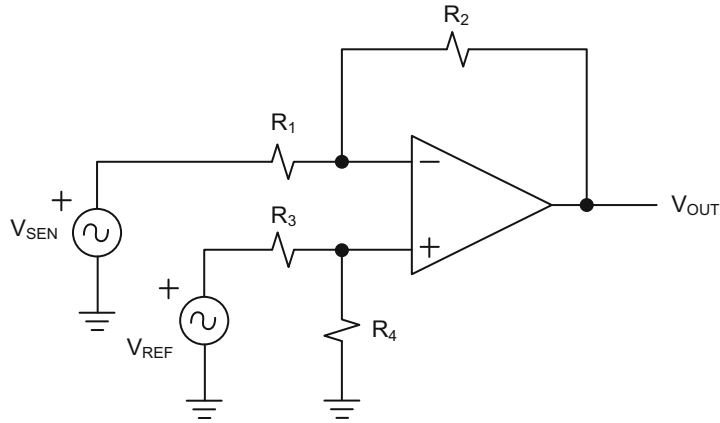 R₂
R₁
+
V_SEN
−
R₃
+
V_OUT
+
V_REF
R₄